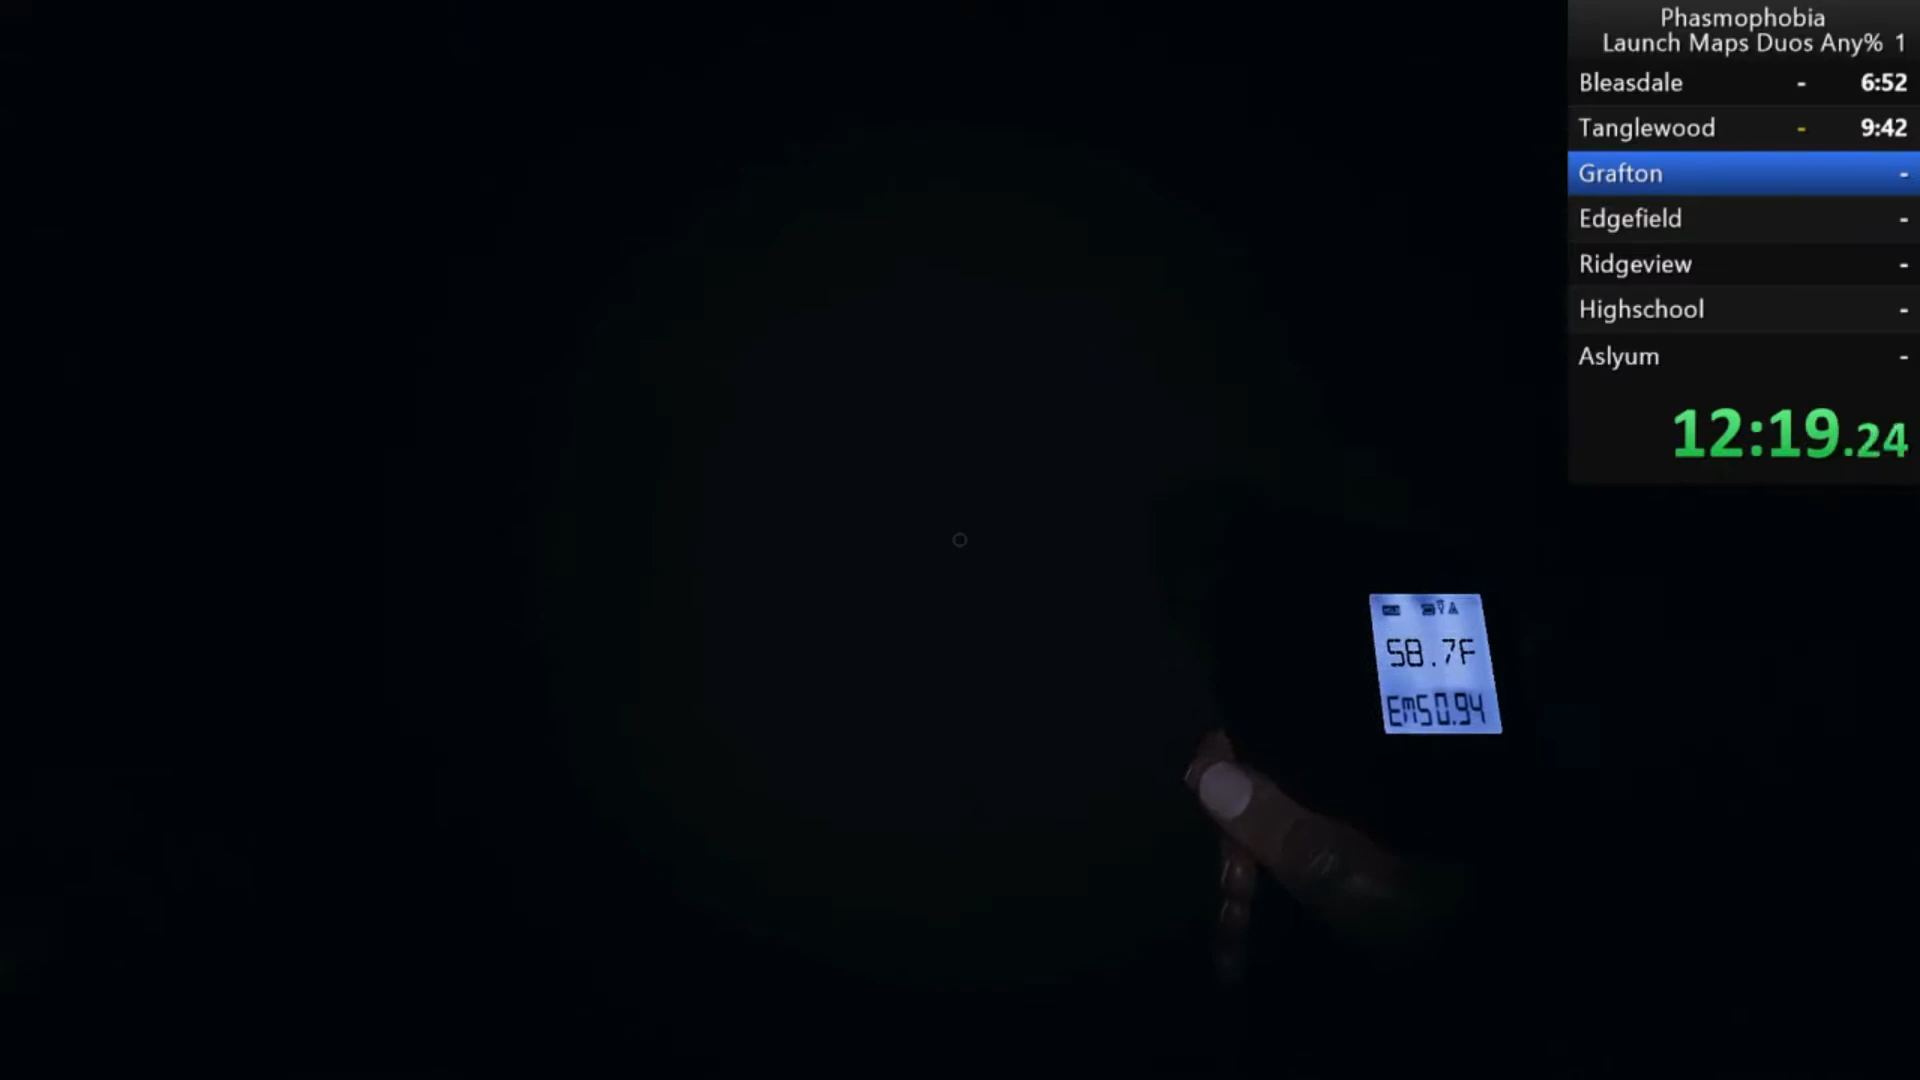 Phasmophobia
Launch Maps Duos Any% 1
Bleasdale - 6:52
Tanglewood - 9:42
Grafton -
Edgefield -
Ridgeview -
Highschool -
Aslyum -
12:19.24
58.7F
EMS0.94